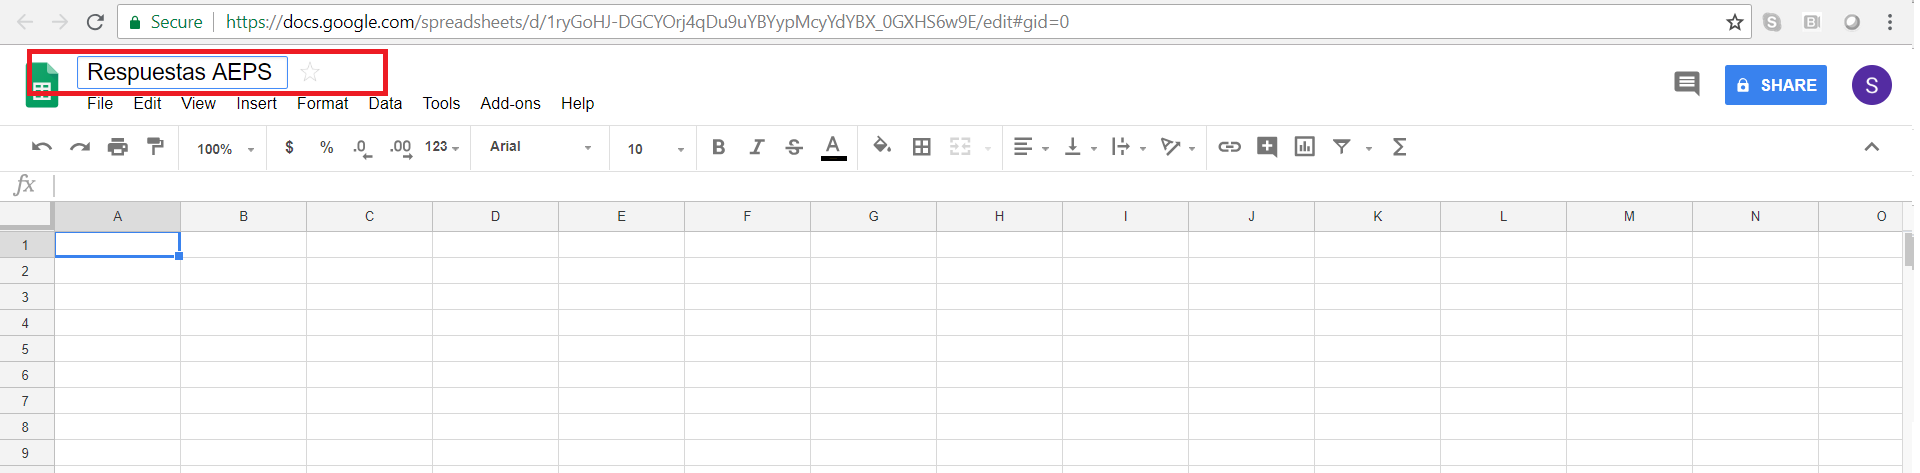 Secure https://docs.google.com/spreadsheets/d/1ryGoHJ-DGCYOrj4qDu9uYBYypMcyYdYBX_0GXHS6w9E/edit#gid=0
Respuestas AEPS
SHARE
S
File Edit View Insert Format Data Tools Add-ons Help
100% $ % .0 .00 123 Arial 10 B I S A Σ
fx
A B C D E F G H I J K L M N O
1
2
3
4
5
6
7
8
9